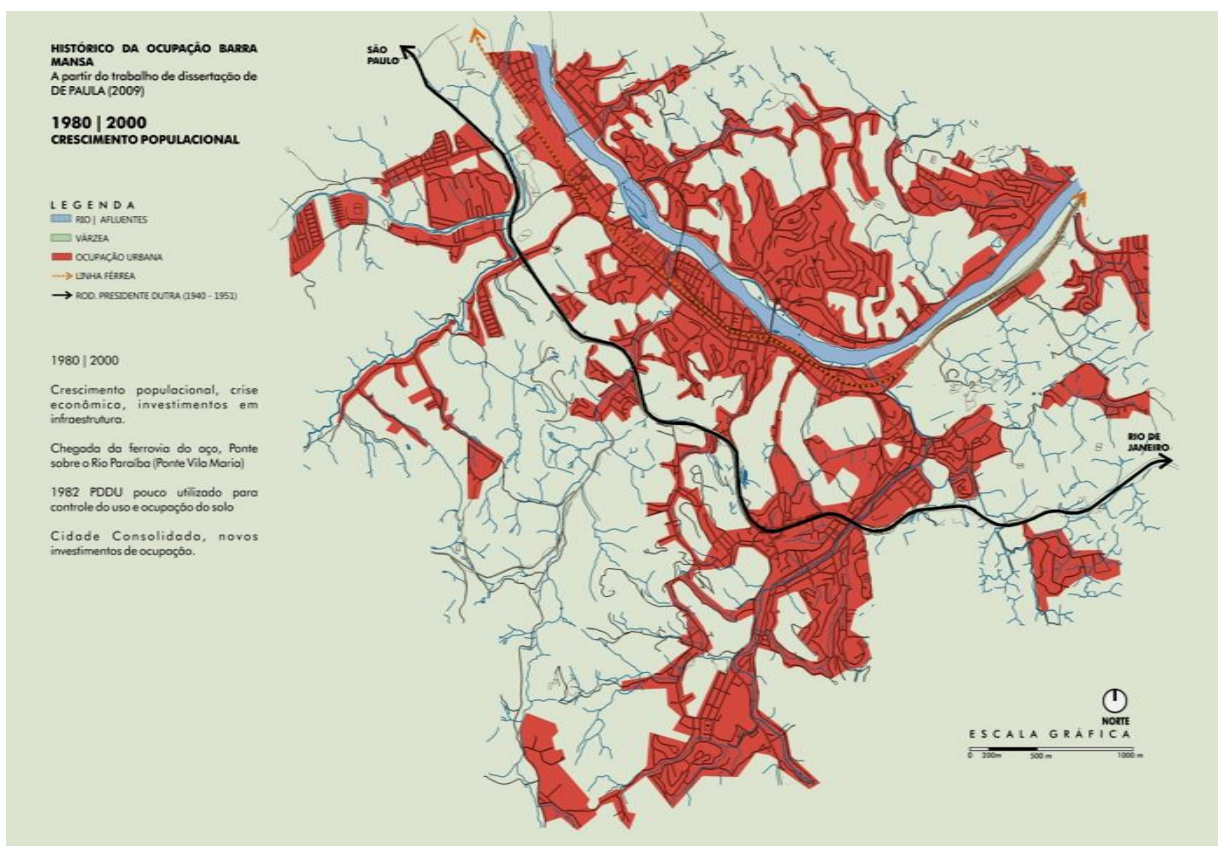 HISTÓRICO DA OCUPAÇÃO BARRA
MANSA
A partir do trabalho de dissertação de
DE PAULA (2009)
1980 | 2000
CRESCIMENTO POPULACIONAL
LEGENDA
RIO | AFLUENTES
VÁRZEA
OCUPAÇÃO URBANA
LINHA FÉRREA
ROD. PRESIDENTE DUTRA (1940 - 1951)
1980 | 2000
Crescimento populacional, crise
econômica, investimentos em
infraestrutura.
Chegada da ferrovia do aço, Ponte
sobre o Rio Paraíba (Ponte Vila Maria)
1982 PDDU pouco utilizado para
controle do uso e ocupação do solo
Cidade Consolidada, novos
investimentos de ocupação.
SÃO
PAULO
RIO DE
JANEIRO
NORTE
ESCALA GRÁFICA
0 200m 500 m 1000 m